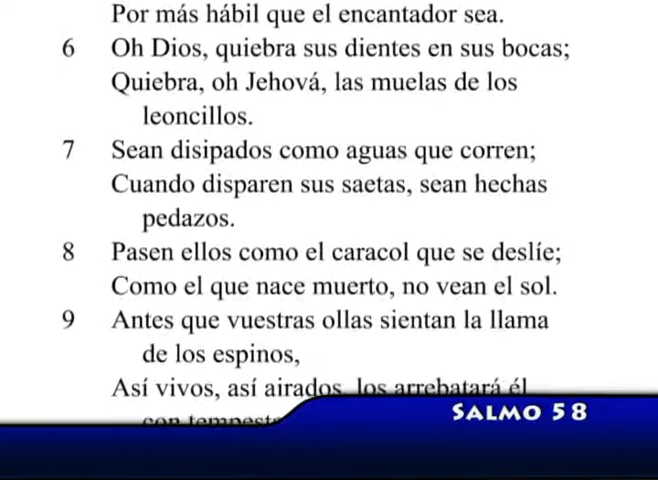 Por más hábil que el encantador sea.
6 Oh Dios, quiebra sus dientes en sus bocas;
Quiebra, oh Jehová, las muelas de los
leoncillos.
7 Sean disipados como aguas que corren;
Cuando disparen sus saetas, sean hechas
pedazos.
8 Pasen ellos como el caracol que se deslíe;
Como el que nace muerto, no vean el sol.
9 Antes que vuestras ollas sientan la llama
de los espinos,
Así vivos, así airados, los arrebatará él
con
SALMO 58